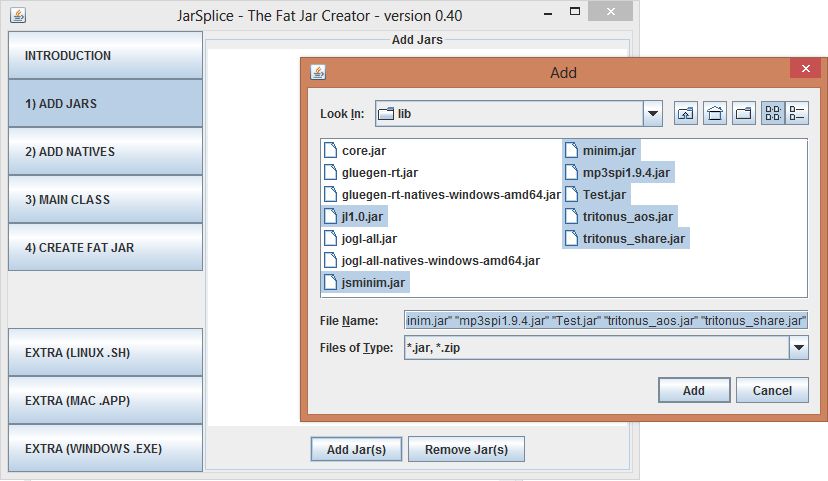 JarSplice - The Fat Jar Creator - version 0.40
INTRODUCTION
1) ADD JARS
2) ADD NATIVES
3) MAIN CLASS
4) CREATE FAT JAR
EXTRA (LINUX .SH)
EXTRA (MAC .APP)
EXTRA (WINDOWS .EXE)
Add Jars
Add
Look In:
lib
core.jar
gluegen-rt.jar
gluegen-rt-natives-windows-amd64.jar
jl1.0.jar
jogl-all.jar
jogl-all-natives-windows-amd64.jar
jsminim.jar
minim.jar
mp3spi1.9.4.jar
Test.jar
tritonus_aos.jar
tritonus_share.jar
File Name:
inim.jar" "mp3spi1.9.4.jar" "Test.jar" "tritonus_aos.jar" "tritonus_share.jar"
Files of Type:
*.jar, *.zip
Add
Cancel
Add Jar(s)
Remove Jar(s)